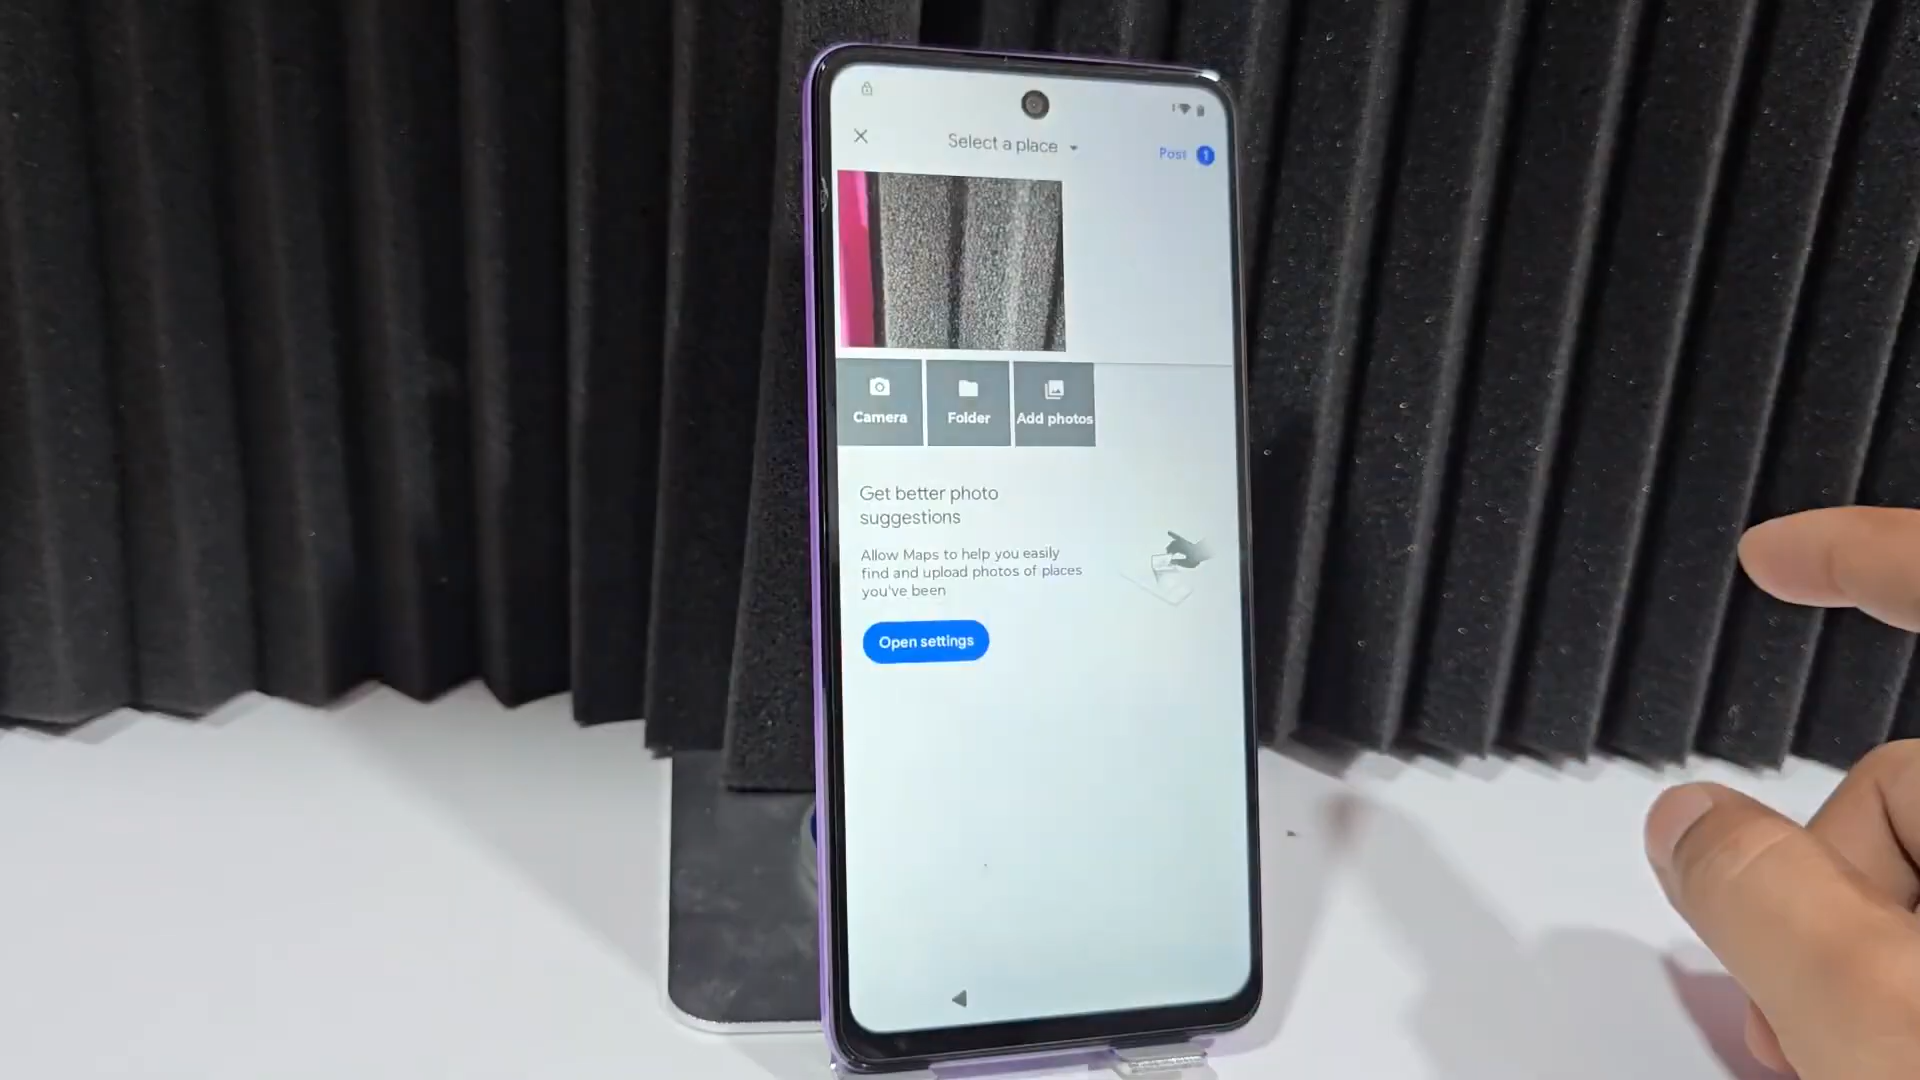 Select a place
Post 1
Camera
Folder
Add photos
Get better photo
suggestions
Allow Maps to help you easily
find and upload photos of places
you've been
Open settings